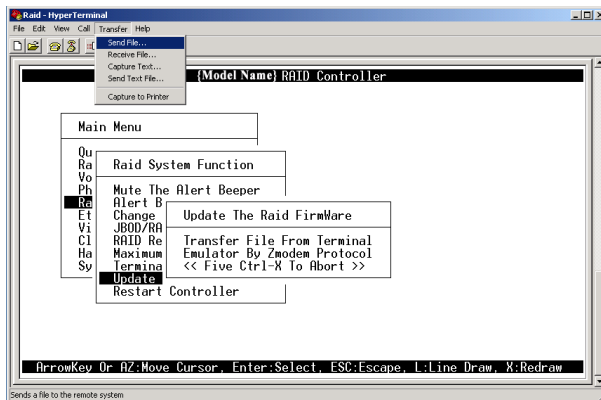 Raid - HyperTerminal
File Edit View Call Transfer Help
Send File...
Receive File...
Capture Text...
Send Text File...
Capture to Printer
{Model Name} RAID Controller
Main Menu
Qu
Ra
Vo
Ph
Ra
Et
Vi
Cl
Ha
Sy
Raid System Function
Mute The Alert Beeper
Alert B
Change
JBOD/RA
RAID Re
Maximum
Termina
Update
Restart Controller
Update The Raid FirmWare
Transfer File From Terminal
Emulator By Zmodem Protocol
<< Five Ctrl-X To Abort >>
ArrowKey Or AZ:Move Cursor, Enter:Select, ESC:Escape, L:Line Draw, X:Redraw
Sends a file to the remote system